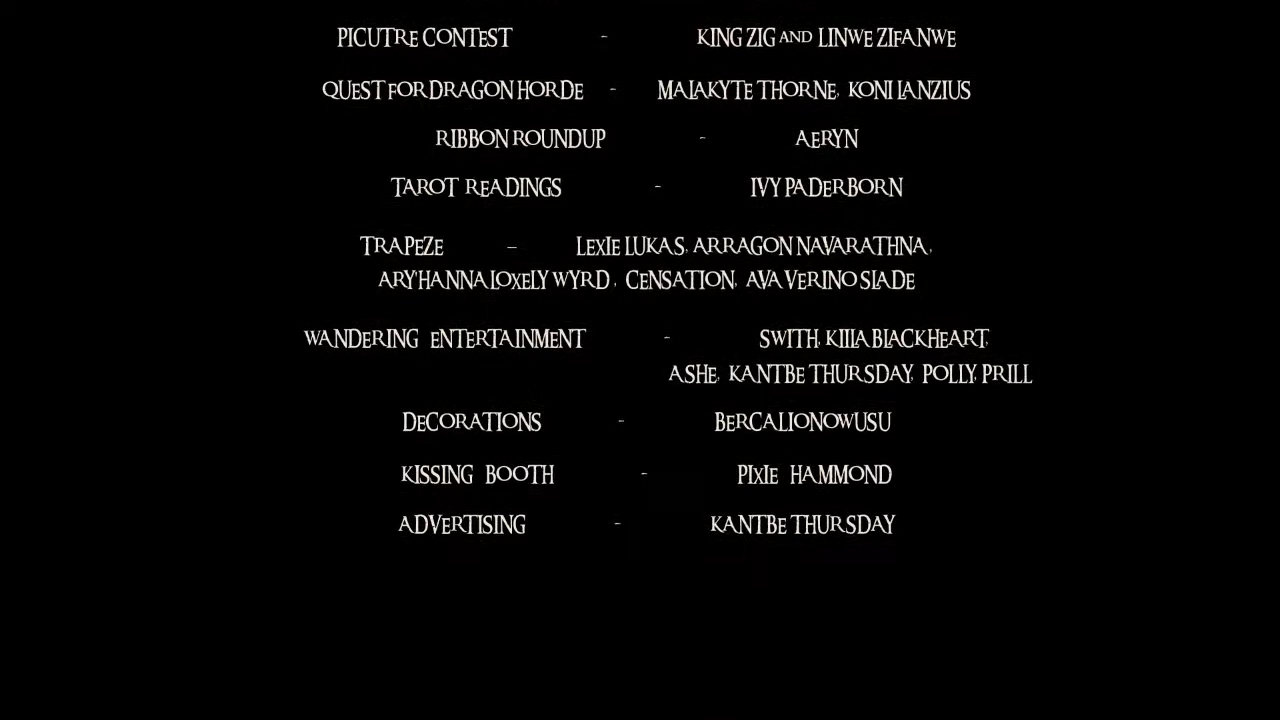 PICUTRE CONTEST - KING ZIG AND LINWE ZIFANWE
QUEST FOR DRAGON HORDE - MALAKYTE THORNE, KONI LANZIUS
RIBBON ROUNDUP - AERYN
TAROT READINGS - IVY PADERBORN
TRAPEZE – LEXIE LUKAS, ARRAGON NAVARATHNA,
ARY'HANNA LOXELY WYRD, CENSATION, AVA VERINO SLADE
WANDERING ENTERTAINMENT - SWITH, KILLA BLACKHEART,
ASHE, KANTBE THURSDAY, POLLY, PRILL
DECORATIONS - BERCALIONOWUSU
KISSING BOOTH - PIXIE HAMMOND
ADVERTISING - KANTBE THURSDAY